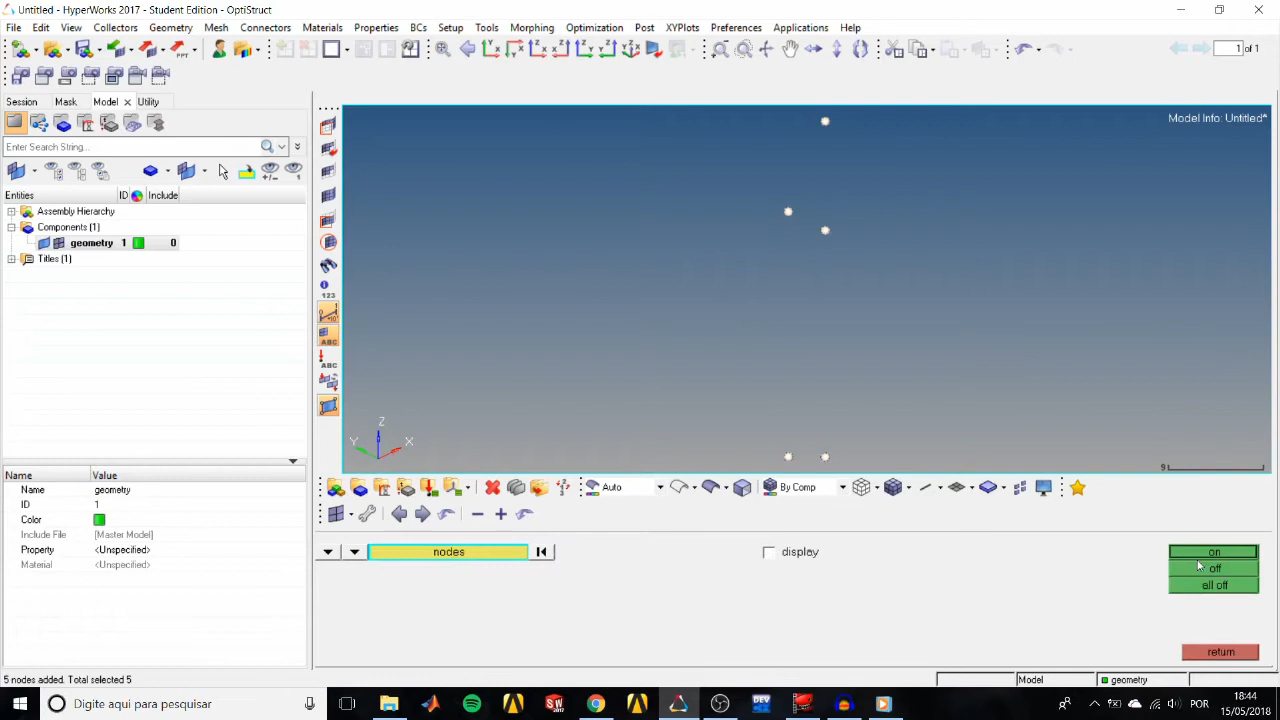 Untitled - HyperWorks 2017 - Student Edition - OptiStruct
File Edit View Collectors Geometry Mesh Connectors Materials Properties BCs Setup Tools Morphing Optimization Post XYPlots Preferences Applications Help
1 of 1
Session Mask Model Utility
Enter Search String...
Model Info: Untitled*
Entities ID Include
Assembly Hierarchy
Components (1)
geometry 1 0
Titles (1)
123
ABC
ABC
Z
Y X
9
Name Value
Name geometry
ID 1
Color
Include File [Master Model]
Property <Unspecified>
Material <Unspecified>
Auto By Comp
nodes display on
off
all off
return
5 nodes added. Total selected 5 Model geometry
Digite aqui para pesquisar
POR
18:44
15/05/2018